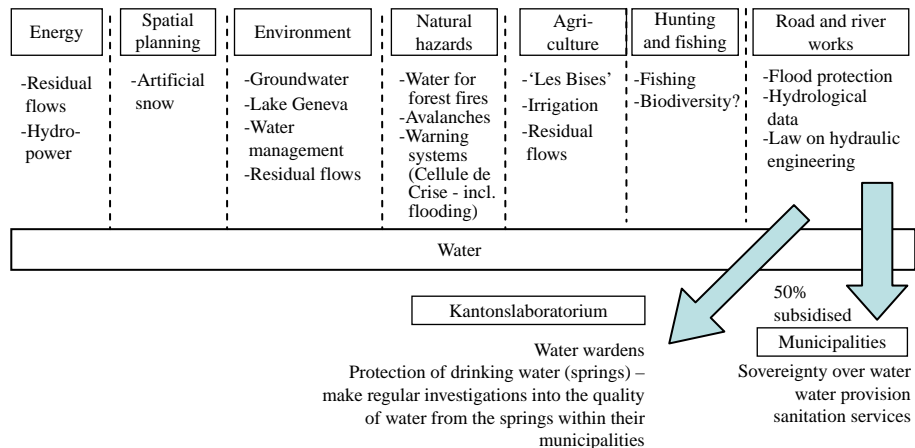 Energy
-Residual
flows
-Hydro-
power
Spatial
planning
-Artificial
snow
Environment
-Groundwater
-Lake Geneva
-Water
management
-Residual flows
Natural
hazards
-Water for
forest fires
-Avalanches
-Warning
systems
(Cellule de
Crise - incl.
flooding)
Agri-
culture
-‘Les Bises’
-Irrigation
-Residual
flows
Hunting
and fishing
-Fishing
-Biodiversity?
Road and river
works
-Flood protection
-Hydrological
data
-Law on hydraulic
engineering
Water
Kantonslaboratorium
Water wardens
Protection of drinking water (springs) –
make regular investigations into the quality
of water from the springs within their
municipalities
50%
subsidised
Municipalities
Sovereignty over water
water provision
sanitation services